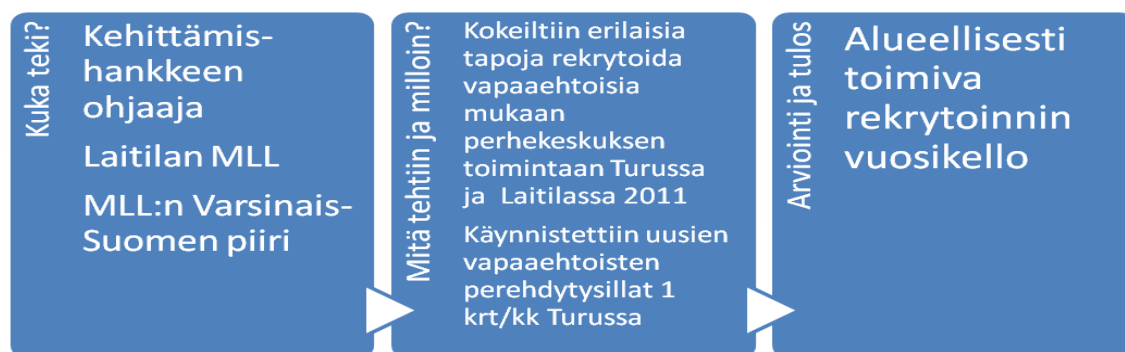 Kuka teki?
Kehittämis-
hankkeen
ohjaaja
Laitilan MLL
MLL:n Varsinais-
Suomen piiri
Mitä tehtiin ja milloin?
Kokeiltiin erilaisia
tapoja rekrytoida
vapaaehtoisia
mukaan
perhekeskuksen
toimintaan Turussa
ja Laitilassa 2011
Käynnistettiin uusien
vapaaehtoisten
perehdytysillat 1
krt/kk Turussa
Arviointi ja tulos
Alueellisesti
toimiva
rekrytoinnin
vuosikello